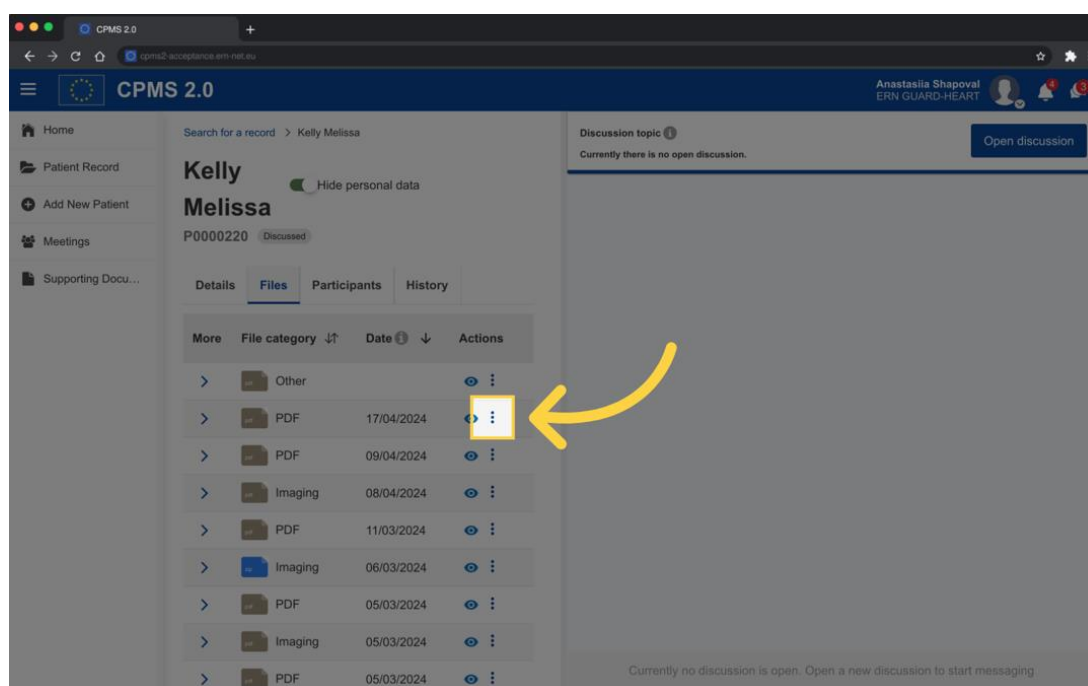 CPMS 2.0
cpms2-acceptance.ern-net.eu
CPMS 2.0
Anastasiia Shapoval
ERN GUARD-HEART
4
3
Home
Patient Record
Add New Patient
Meetings
Supporting Docu...
Search for a record > Kelly Melissa
Kelly
Melissa
Hide personal data
P0000220 Discussed
Details Files Participants History
More File category Date Actions
Other
PDF 17/04/2024
PDF 09/04/2024
Imaging 08/04/2024
PDF 11/03/2024
Imaging 06/03/2024
PDF 05/03/2024
Imaging 05/03/2024
PDF 05/03/2024
Discussion topic
Currently there is no open discussion.
Open discussion
Currently no discussion is open. Open a new discussion to start messaging